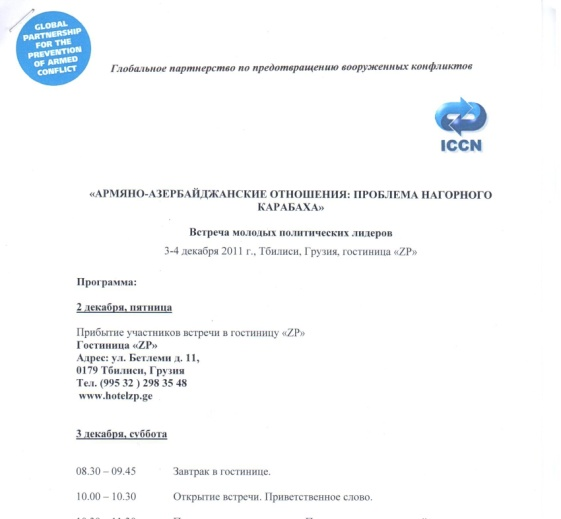 GLOBAL
PARTNERSHIP
FOR THE
PREVENTION
OF ARMED
CONFLICT
Глобальное партнерство по предотвращению вооруженных конфликтов
ICCN
«АРМЯНО-АЗЕРБАЙДЖАНСКИЕ ОТНОШЕНИЯ: ПРОБЛЕМА НАГОРНОГО
КАРАБАХА»
Встреча молодых политических лидеров
3-4 декабря 2011 г., Тбилиси, Грузия, гостиница «ZP»
Программа:
2 декабря, пятница
Прибытие участников встречи в гостиницу «ZP»
Гостиница «ZP»
Адрес: ул. Бетлеми д. 11,
0179 Тбилиси, Грузия
Тел. (995 32 ) 298 35 48
www.hotelzp.ge
3 декабря, суббота
08.30 – 09.45 Завтрак в гостинице.
10.00 – 10.30 Открытие встречи. Приветственное слово.